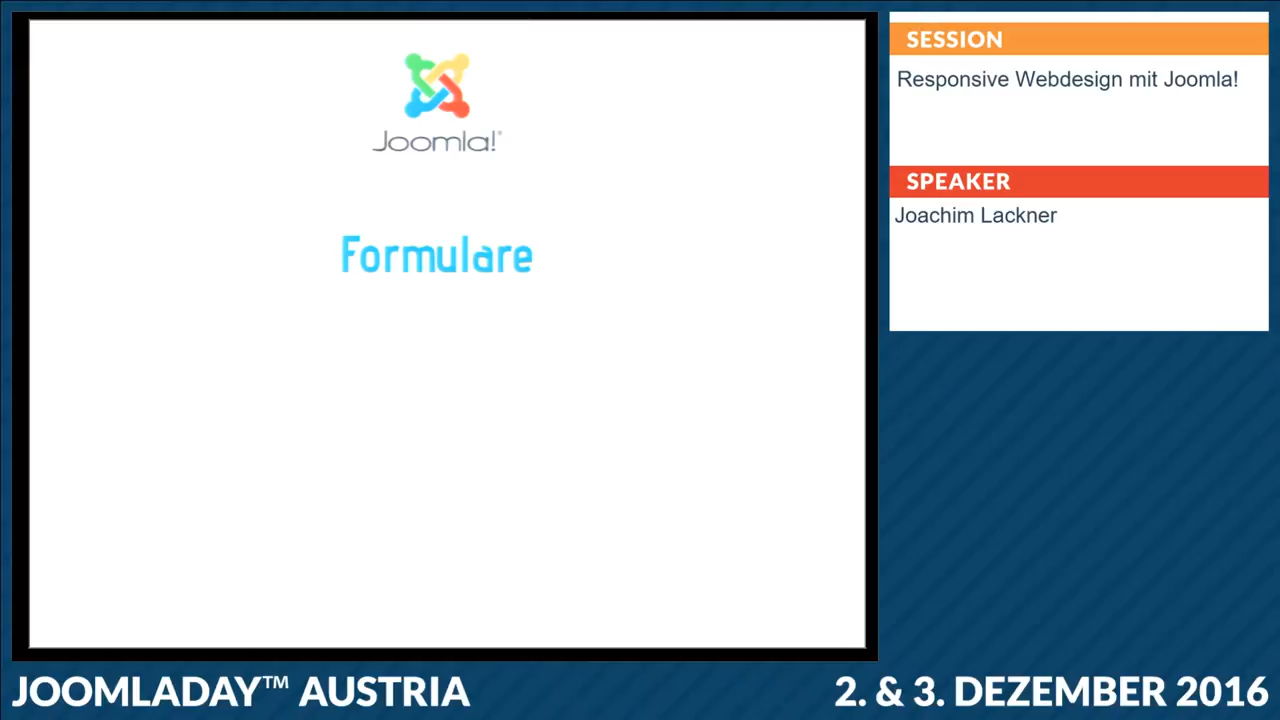 Joomla!®
Formulare
SESSION
Responsive Webdesign mit Joomla!
SPEAKER
Joachim Lackner
JOOMLADAY™ AUSTRIA
2. & 3. DEZEMBER 2016